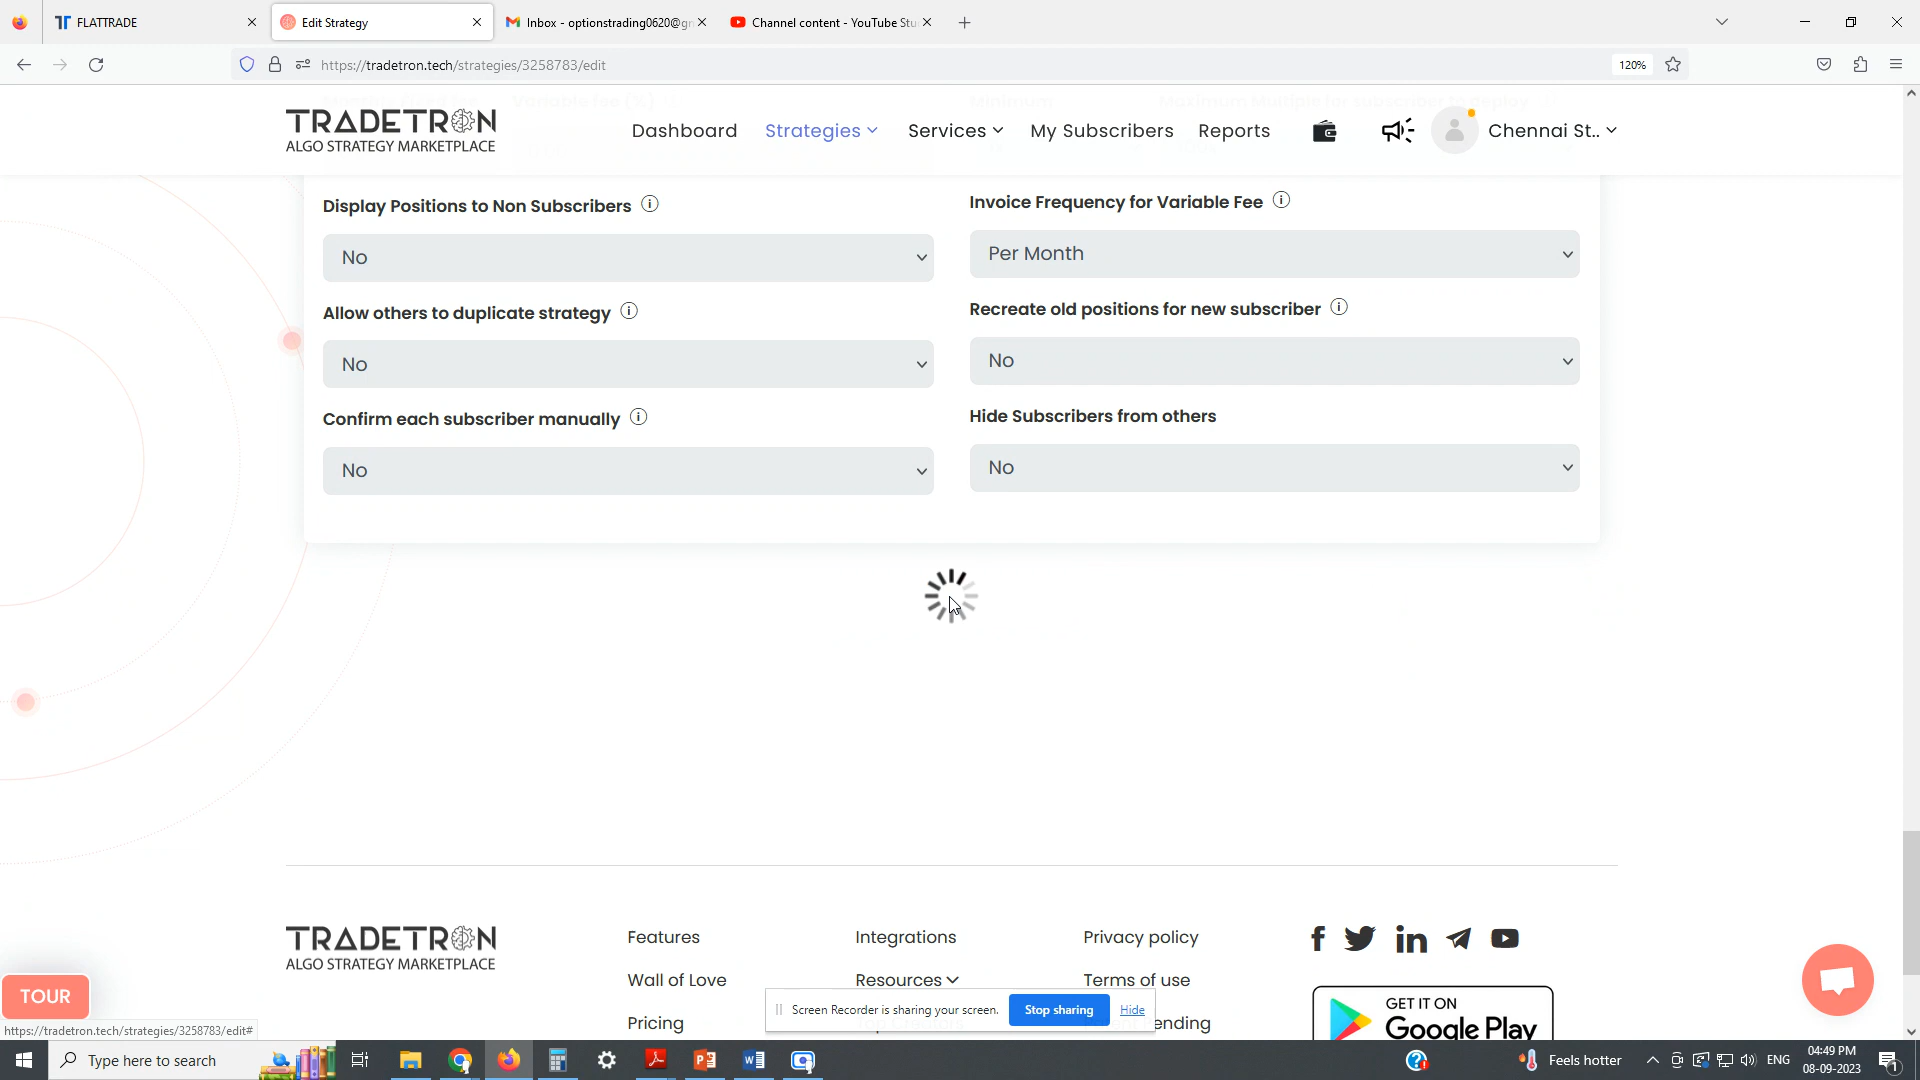 FLATTRADE
Edit Strategy
Inbox - optionstrading0620@gr
Channel content - YouTube Stu
https://tradetron.tech/strategies/3258783/edit
120%
TRADETRON
ALGO STRATEGY MARKETPLACE
Dashboard
Strategies
Services
My Subscribers
Reports
Chennai St..
Display Positions to Non Subscribers
Invoice Frequency for Variable Fee
No
Per Month
Allow others to duplicate strategy
Recreate old positions for new subscriber
No
No
Confirm each subscriber manually
Hide Subscribers from others
No
No
TRADETRON
ALGO STRATEGY MARKETPLACE
Features
Integrations
Privacy policy
Wall of Love
Resources
Terms of use
Pricing
ending
GET IT ON
Google Play
TOUR
Screen Recorder is sharing your screen.
Stop sharing
Hide
https://tradetron.tech/strategies/3258783/edit#
Type here to search
Feels hotter
ENG
04:49 PM
08-09-2023
1